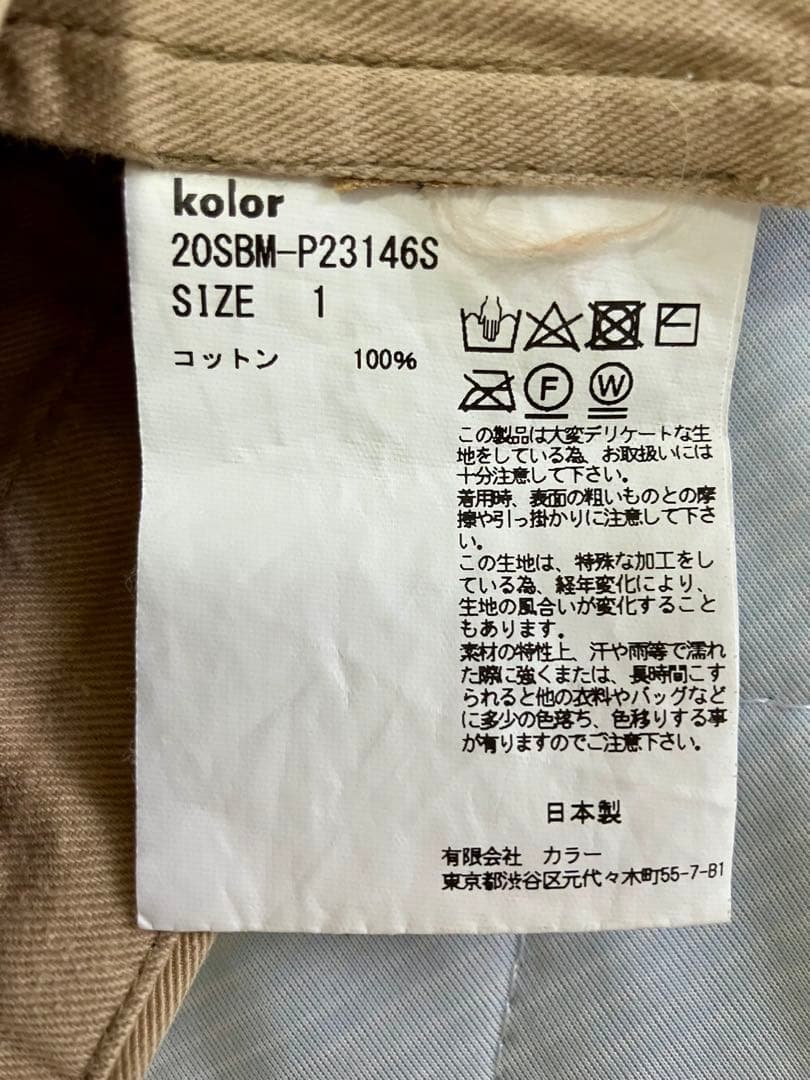 kolor
20SBM-P23146S
SIZE 1
コットン 100%
F W
この製品は大変デリケートな生
地をしている為、お取扱いには
十分注意して下さい。
着用時、表面の粗いものとの摩
擦や引っ掛かりに注意して下さ
い。
この生地は、特殊な加工をし
ている為、経年変化により、
生地の風合いが変化すること
もあります。
素材の特性上、汗や雨等で濡れ
た際に強くまたは、長時間こす
られると他の衣料やバッグなど
に多少の色落ち、色移りする事
が有りますのでご注意下さい。
日本製
有限会社 カラー
東京都渋谷区元代々木町55-7-B1